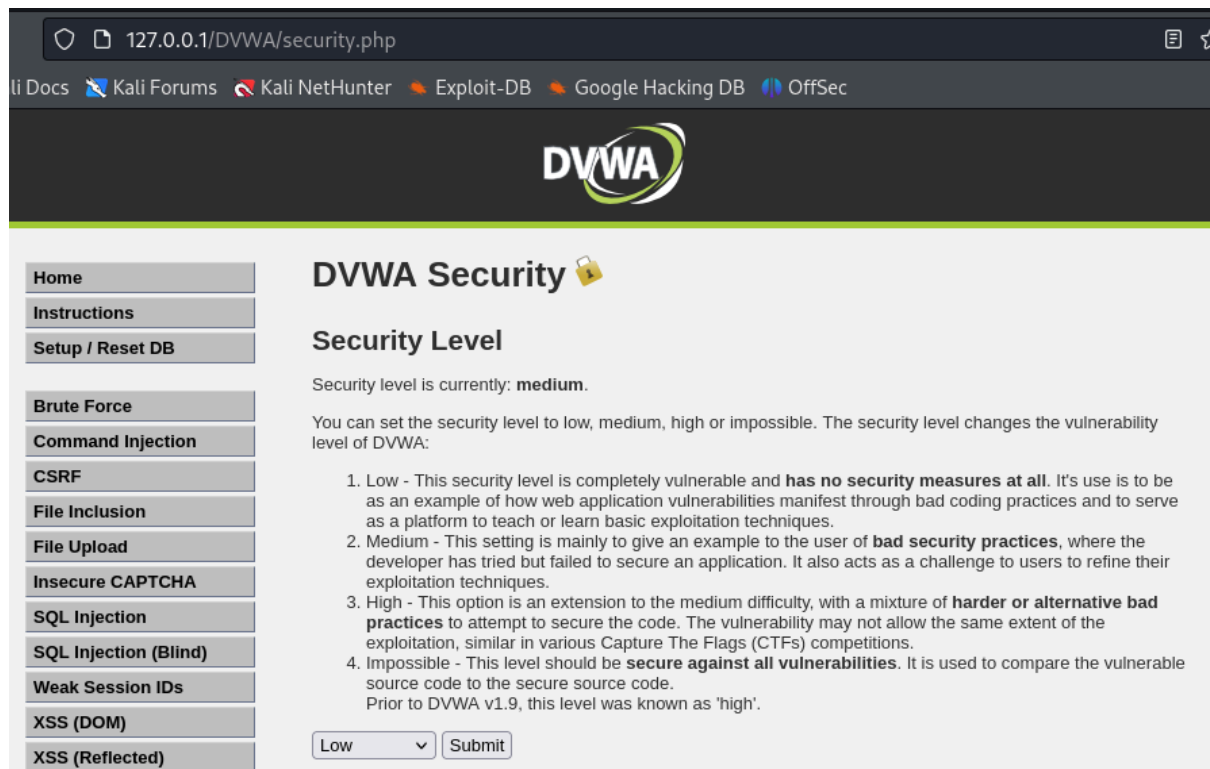 127.0.0.1/DVWA/security.php
li Docs Kali Forums Kali NetHunter Exploit-DB Google Hacking DB OffSec
DVWA
Home
Instructions
Setup / Reset DB
Brute Force
Command Injection
CSRF
File Inclusion
File Upload
Insecure CAPTCHA
SQL Injection
SQL Injection (Blind)
Weak Session IDs
XSS (DOM)
XSS (Reflected)
DVWA Security
Security Level
Security level is currently: medium.
You can set the security level to low, medium, high or impossible. The security level changes the vulnerability
level of DVWA:
1. Low - This security level is completely vulnerable and has no security measures at all. It's use is to be
as an example of how web application vulnerabilities manifest through bad coding practices and to serve
as a platform to teach or learn basic exploitation techniques.
2. Medium - This setting is mainly to give an example to the user of bad security practices, where the
developer has tried but failed to secure an application. It also acts as a challenge to users to refine their
exploitation techniques.
3. High - This option is an extension to the medium difficulty, with a mixture of harder or alternative bad
practices to attempt to secure the code. The vulnerability may not allow the same extent of the
exploitation, similar in various Capture The Flags (CTFs) competitions.
4. Impossible - This level should be secure against all vulnerabilities. It is used to compare the vulnerable
source code to the secure source code.
Prior to DVWA v1.9, this level was known as 'high'.
Low Submit